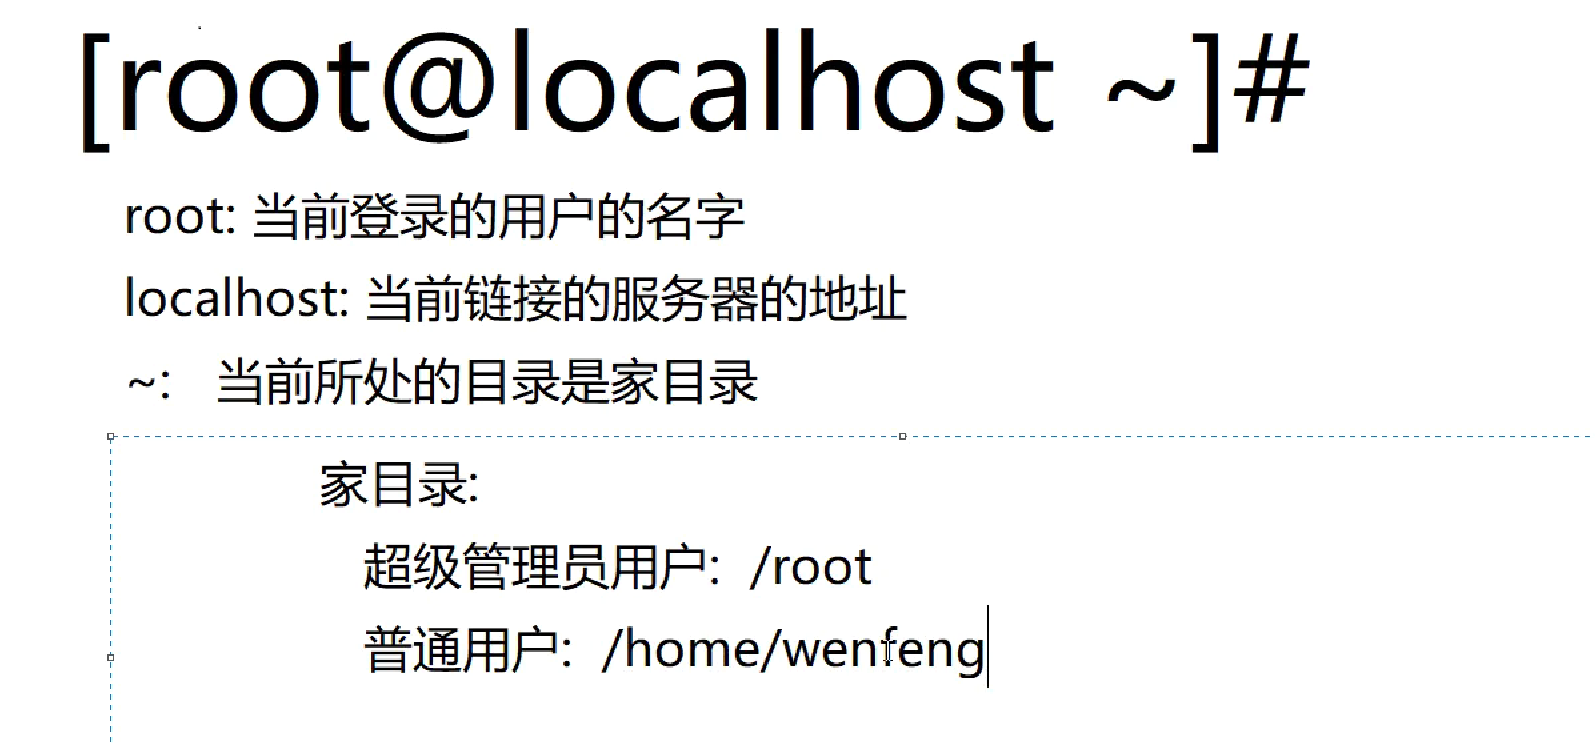 [root@localhost ~]#
root: 当前登录的用户的名字
localhost: 当前链接的服务器的地址
~: 当前所处的目录是家目录
家目录:
超级管理员用户: /root
普通用户: /home/wenfeng